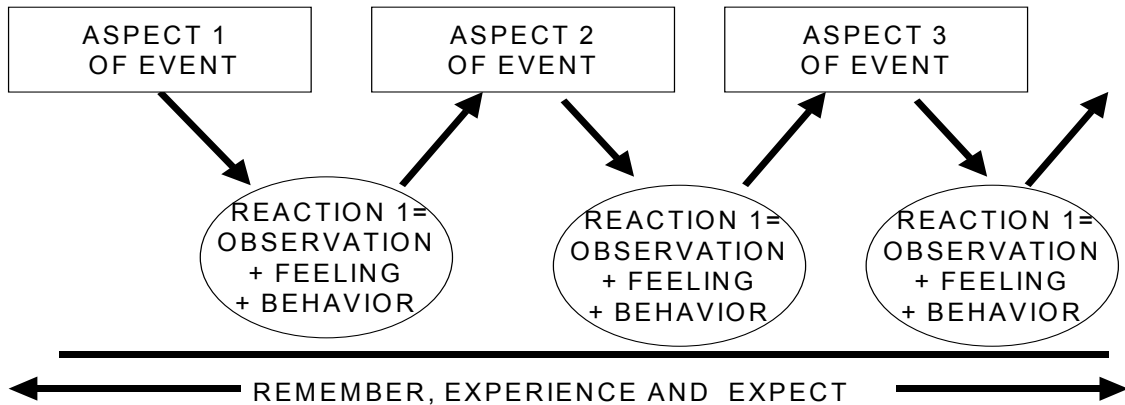 ASPECT 1
OF EVENT
ASPECT 2
OF EVENT
ASPECT 3
OF EVENT
REACTION 1=
OBSERVATION
+ FEELING
+ BEHAVIOR
REACTION 1=
OBSERVATION
+ FEELING
+ BEHAVIOR
REACTION 1=
OBSERVATION
+ FEELING
+ BEHAVIOR
REMEMBER, EXPERIENCE AND EXPECT